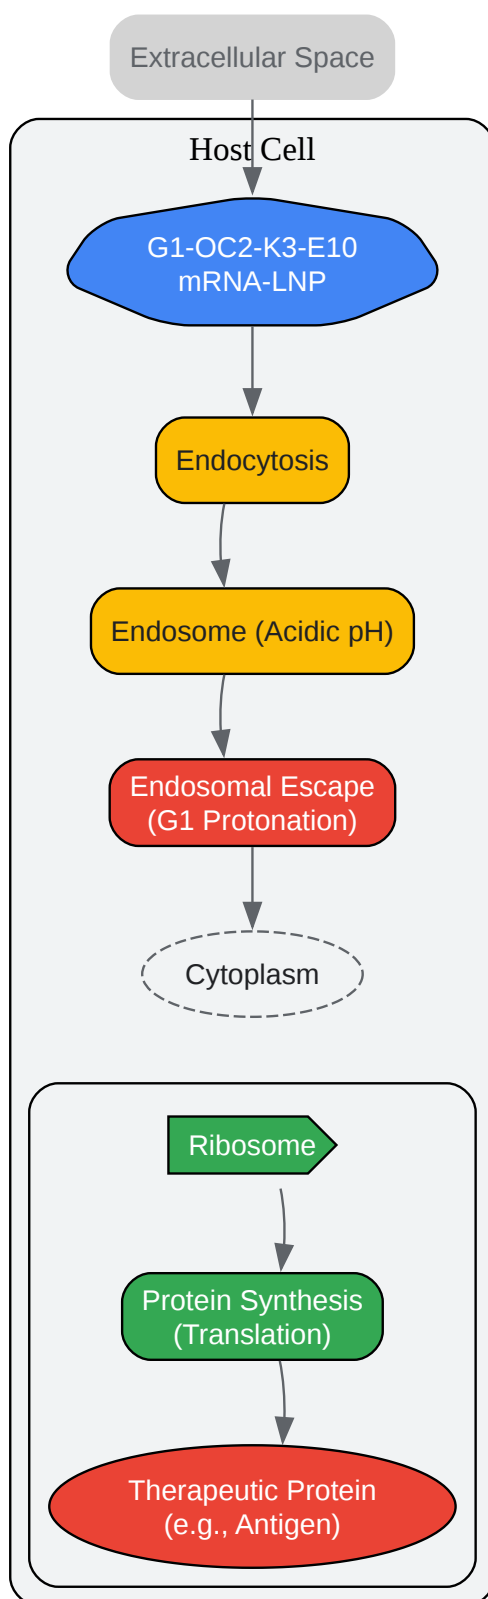 Extracellular Space
Host Cell
G1-OC2-K3-E10
mRNA-LNP
Endocytosis
Endosome (Acidic pH)
Endosomal Escape
(G1 Protonation)
Cytoplasm
Ribosome
Protein Synthesis
(Translation)
Therapeutic Protein
(e.g., Antigen)